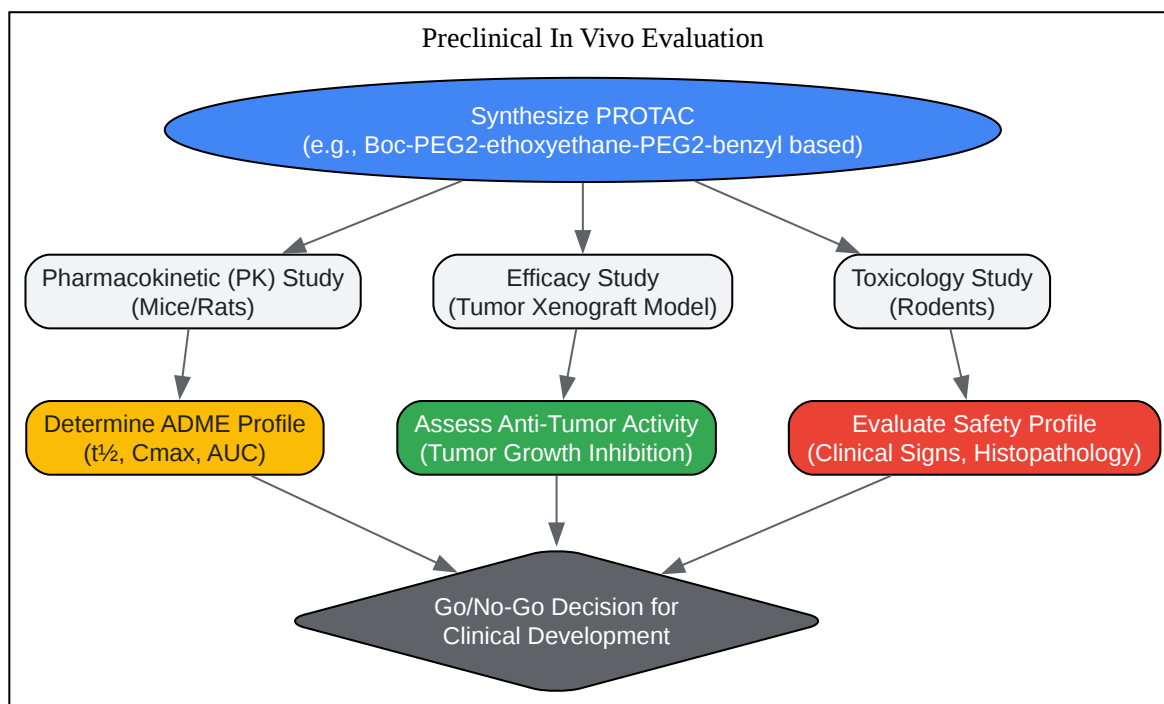 Preclinical In Vivo Evaluation
Synthesize PROTAC
(e.g., Boc-PEG2-ethoxyethane-PEG2-benzyl based)
Pharmacokinetic (PK) Study
(Mice/Rats)
Efficacy Study
(Tumor Xenograft Model)
Toxicology Study
(Rodents)
Determine ADME Profile
(t½, Cmax, AUC)
Assess Anti-Tumor Activity
(Tumor Growth Inhibition)
Evaluate Safety Profile
(Clinical Signs, Histopathology)
Go/No-Go Decision for
Clinical Development